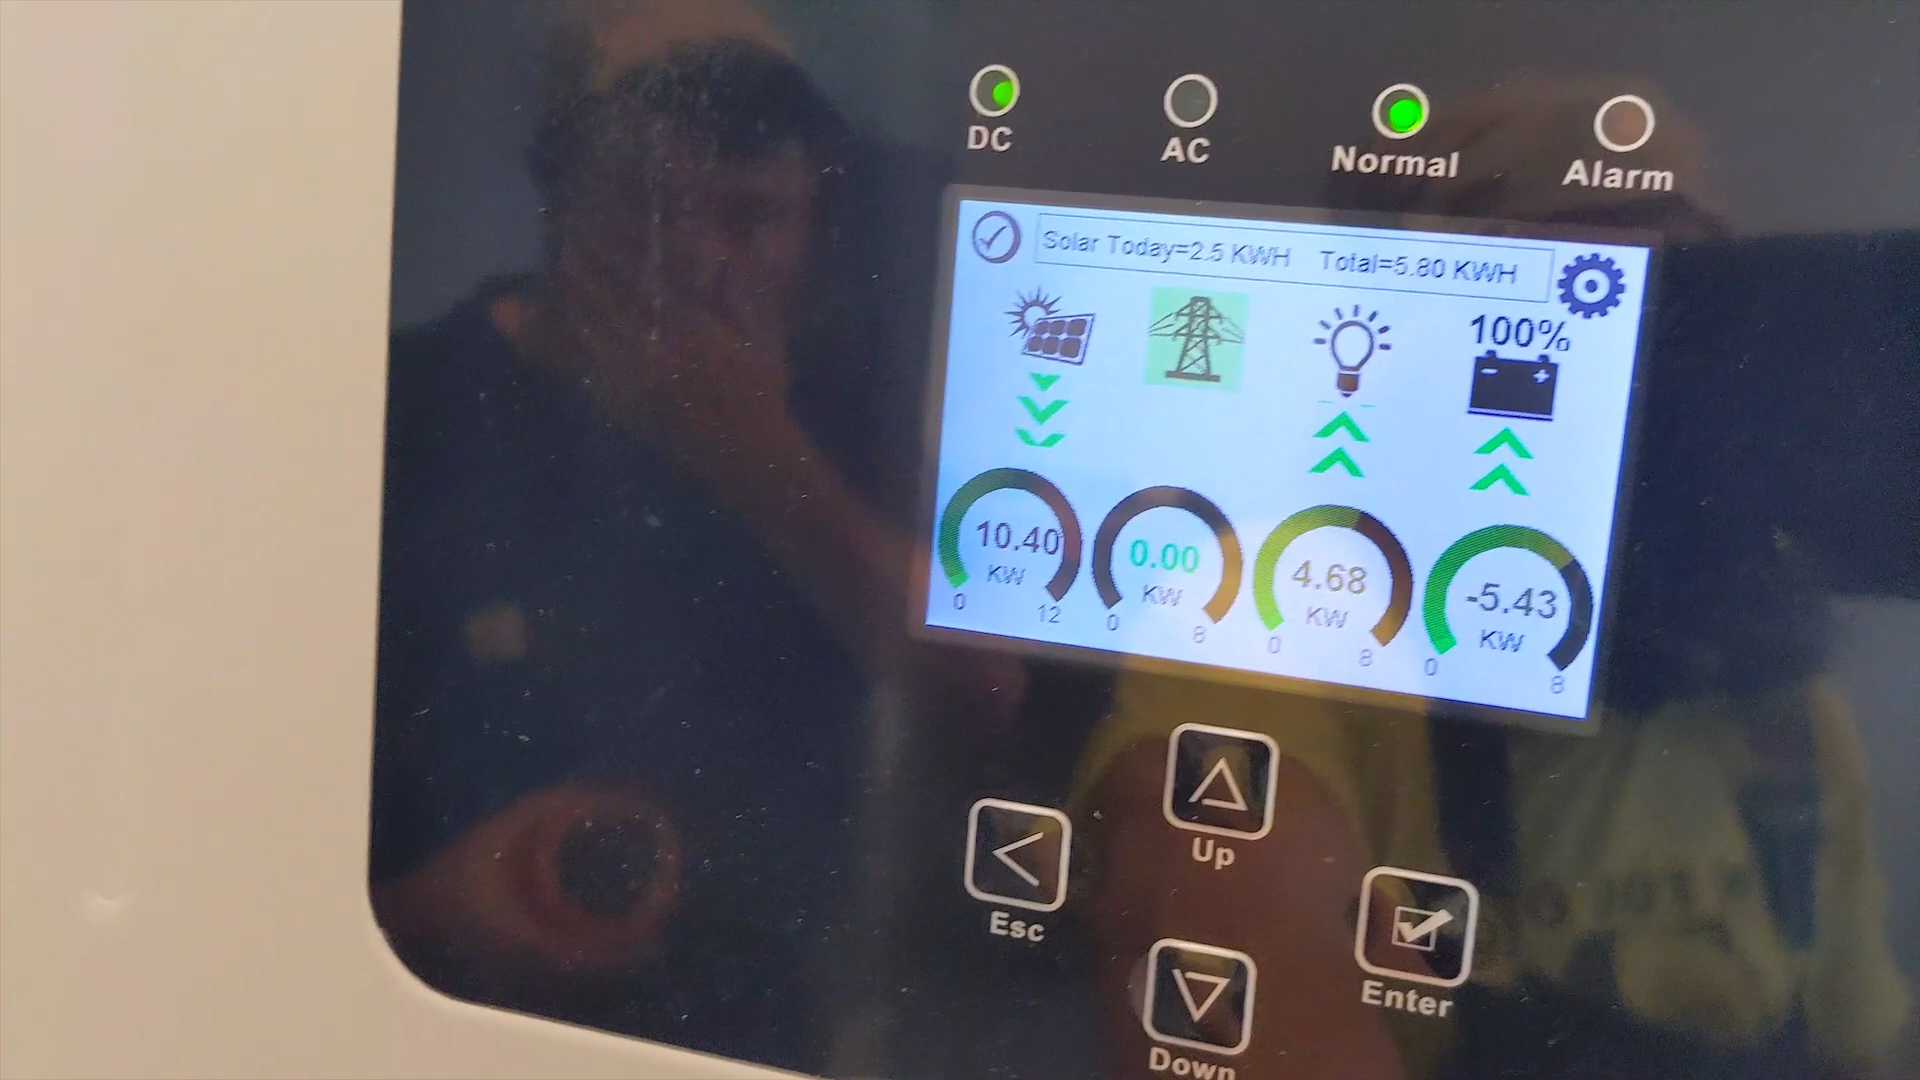 DC AC Normal Alarm
Solar Today=2.5 KWH Total=5.80 KWH
100%
10.40 0.00 4.68 -5.43
KW KW KW KW
0 12 0 8 0 8 0 8
Up
Esc
Enter
Down